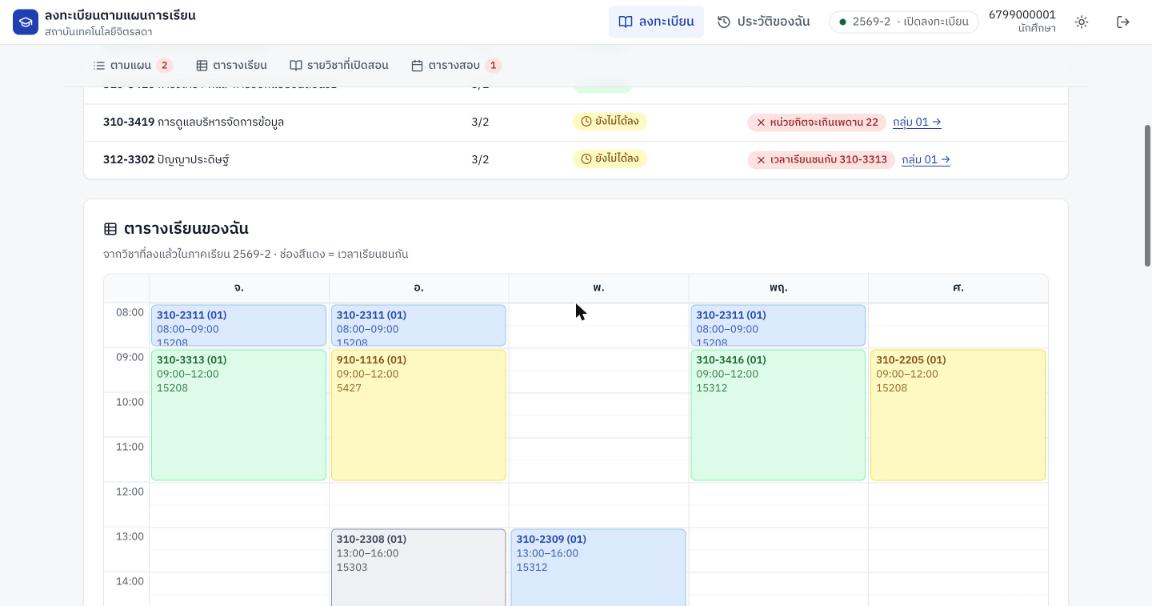 ลงทะเบียนตามแผนการเรียน
สถาบันเทคโนโลยีจิตรลดา
ลงทะเบียน
ประวัติของฉัน
2569-2 · เปิดลงทะเบียน
6799000001
นักศึกษา
ตามแผน 2
ตารางเรียน
รายวิชาที่เปิดสอน
ตารางสอบ 1
310-3419 การดูแลบริหารจัดการข้อมูล 3/2 ยังไม่ได้ลง หน่วยกิตจะเกินเพดาน 22 กลุ่ม 01 →
312-3302 ปัญญาประดิษฐ์ 3/2 ยังไม่ได้ลง เวลาเรียนชนกับ 310-3313 กลุ่ม 01 →
ตารางเรียนของฉัน
จากวิชาที่ลงแล้วในภาคเรียน 2569-2 · ช่องสีแดง = เวลาเรียนชนกัน
จ. อ. พ. พฤ. ศ.
08:00
310-2311 (01)
08:00–09:00
15208
310-2311 (01)
08:00–09:00
15208
310-2311 (01)
08:00–09:00
15208
09:00
310-3313 (01)
09:00–12:00
15208
910-1116 (01)
09:00–12:00
5427
310-3416 (01)
09:00–12:00
15312
310-2205 (01)
09:00–12:00
15208
10:00
11:00
12:00
13:00
310-2308 (01)
13:00–16:00
15303
310-2309 (01)
13:00–16:00
15312
14:00